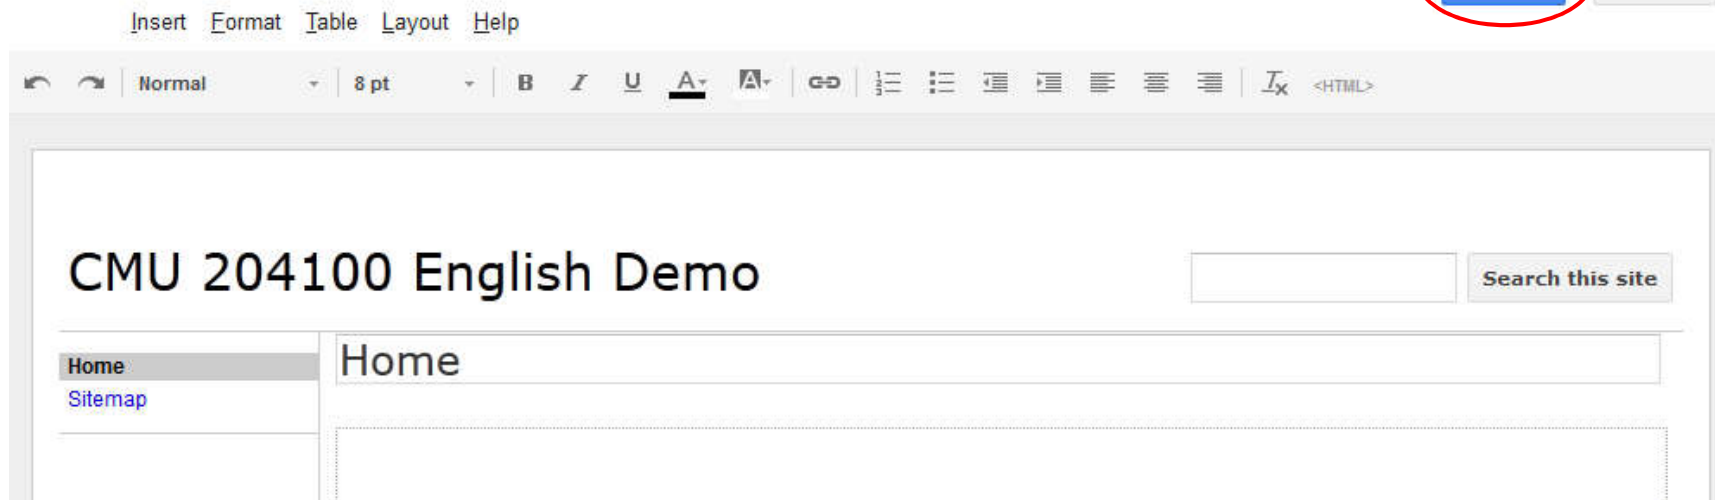 Insert Format Table Layout Help
Normal 8 pt B I U A A <HTML>
CMU 204100 English Demo
Search this site
Home
Home
Sitemap